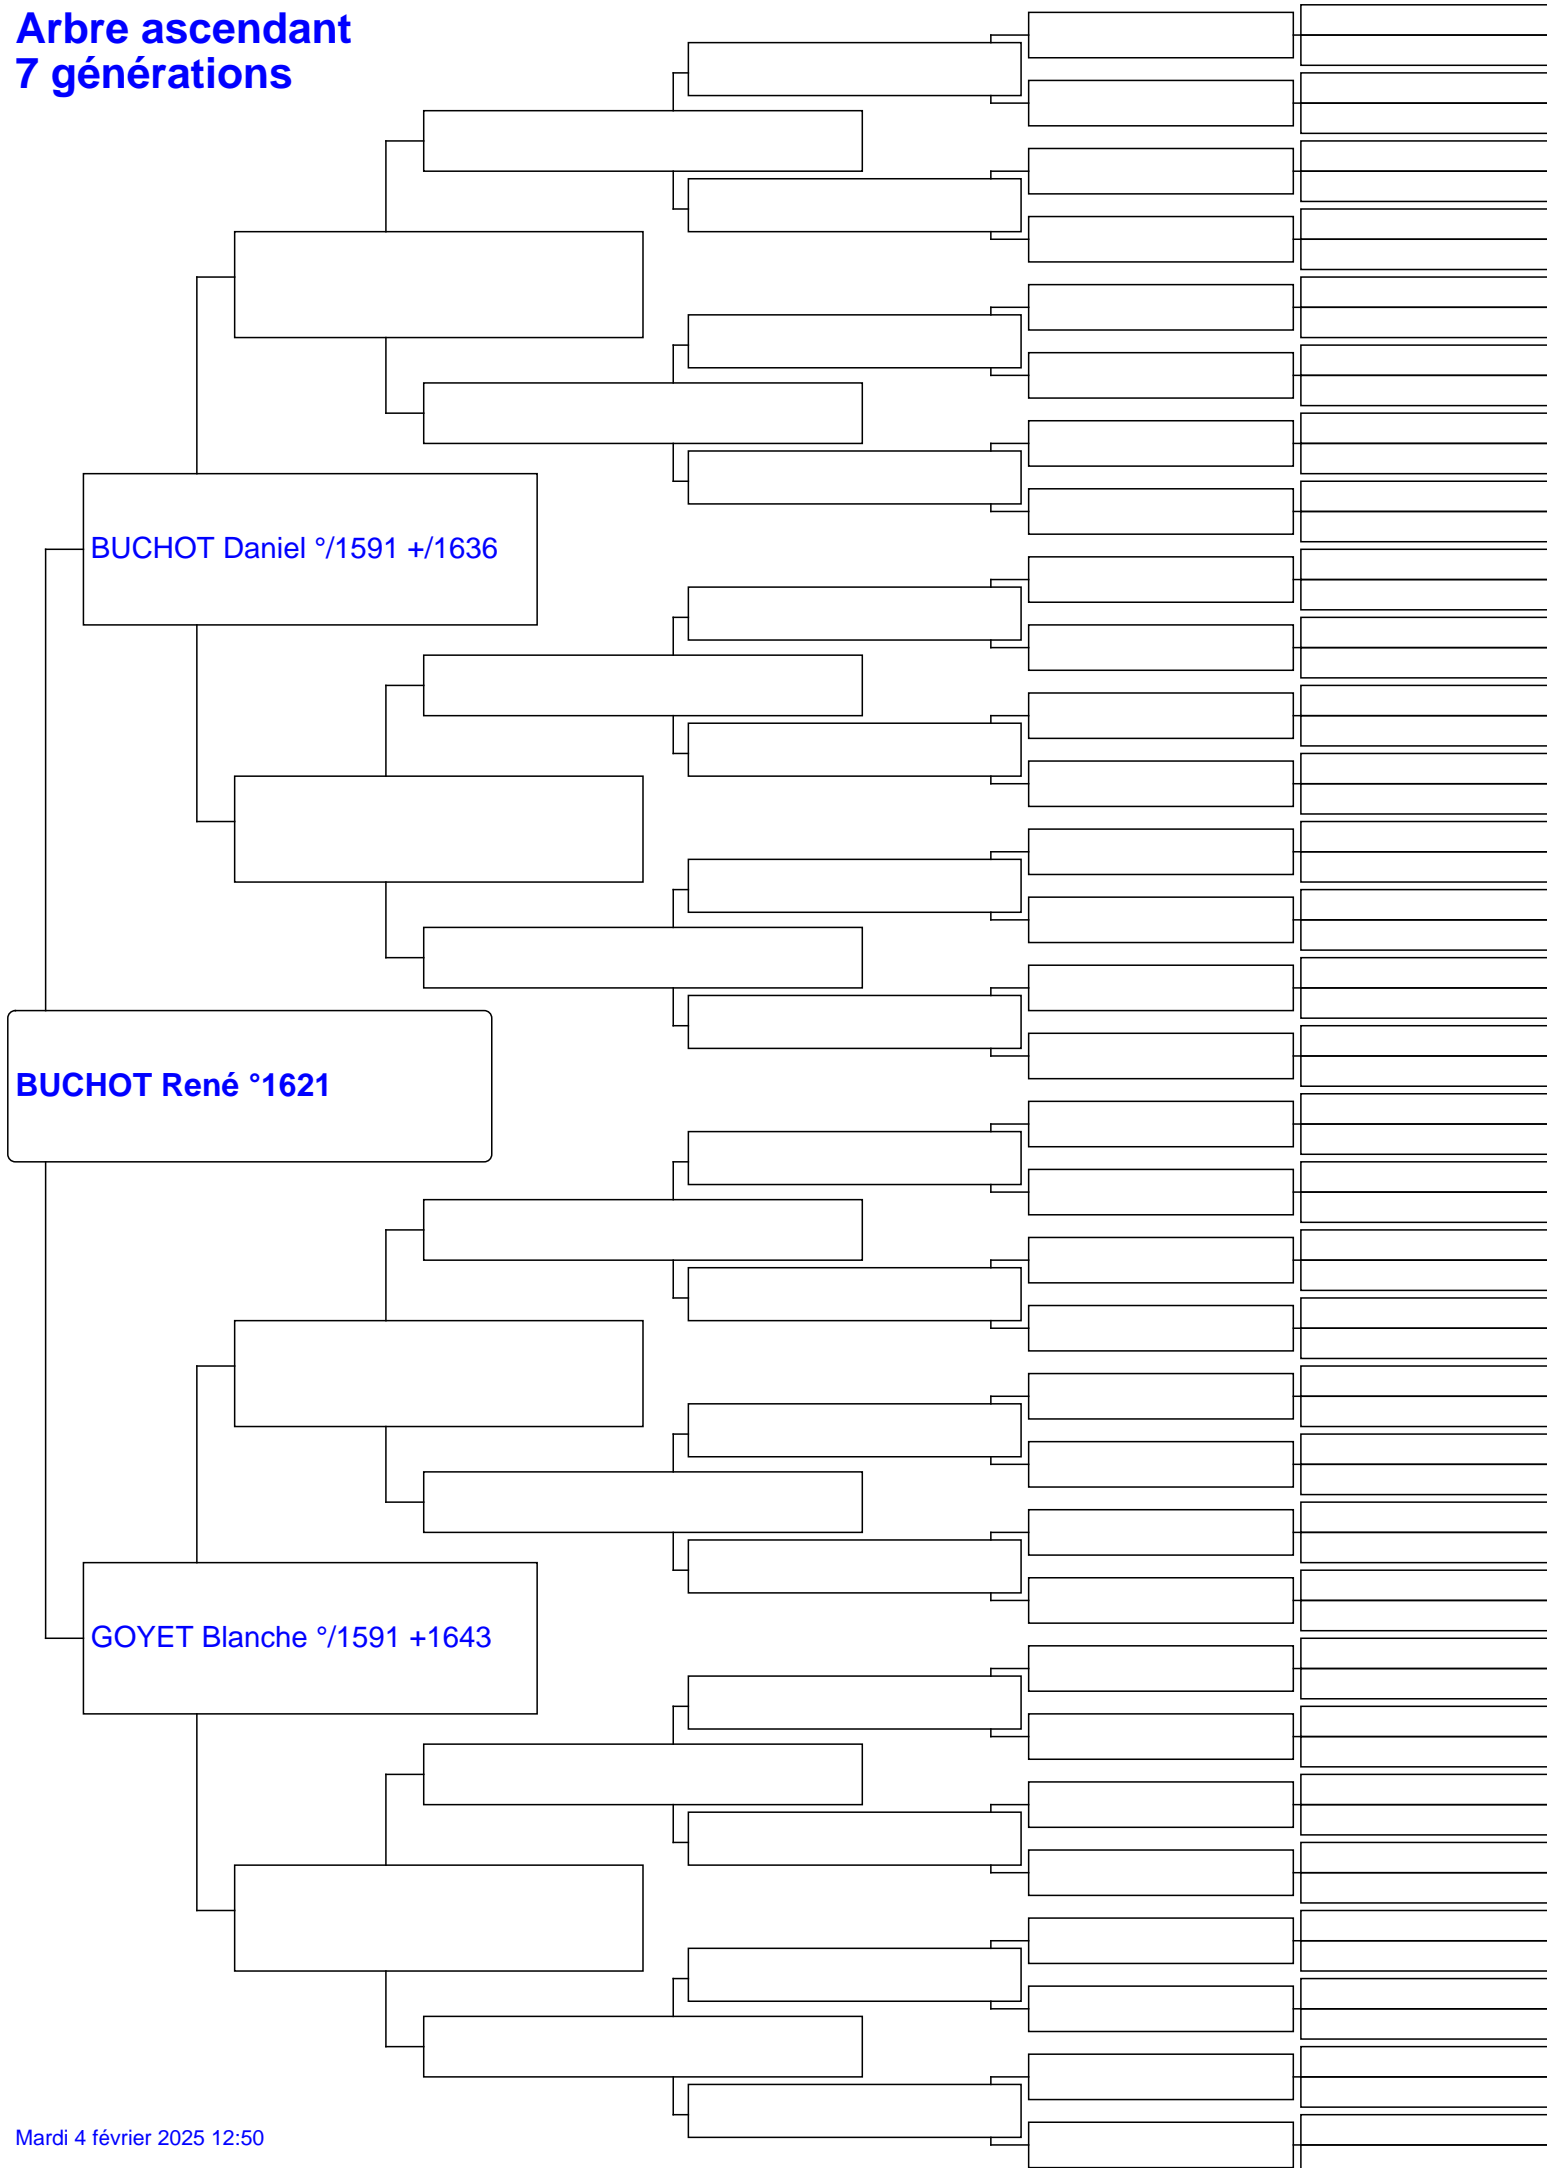 Arbre ascendant
7 générations
BUCHOT Daniel °/1591 +/1636
BUCHOT René °1621
GOYET Blanche °/1591 +1643
Mardi 4 février 2025 12:50